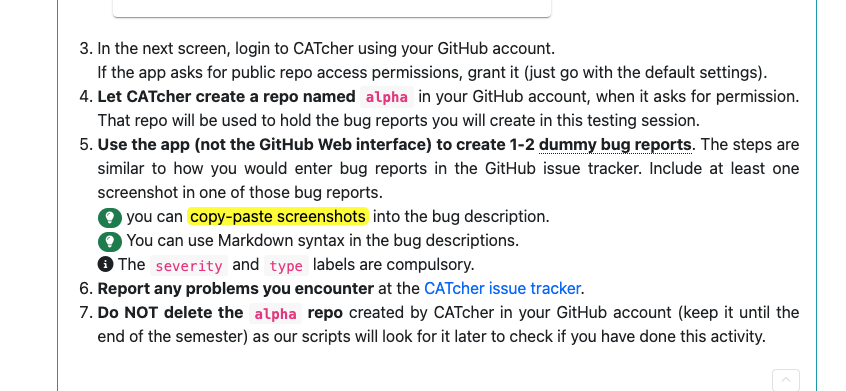 3. In the next screen, login to CATcher using your GitHub account.
If the app asks for public repo access permissions, grant it (just go with the default settings).
4. Let CATcher create a repo named alpha in your GitHub account, when it asks for permission.
That repo will be used to hold the bug reports you will create in this testing session.
5. Use the app (not the GitHub Web interface) to create 1-2 dummy bug reports. The steps are
similar to how you would enter bug reports in the GitHub issue tracker. Include at least one
screenshot in one of those bug reports.
you can copy-paste screenshots into the bug description.
You can use Markdown syntax in the bug descriptions.
The severity and type labels are compulsory.
6. Report any problems you encounter at the CATcher issue tracker.
7. Do NOT delete the alpha repo created by CATcher in your GitHub account (keep it until the
end of the semester) as our scripts will look for it later to check if you have done this activity.